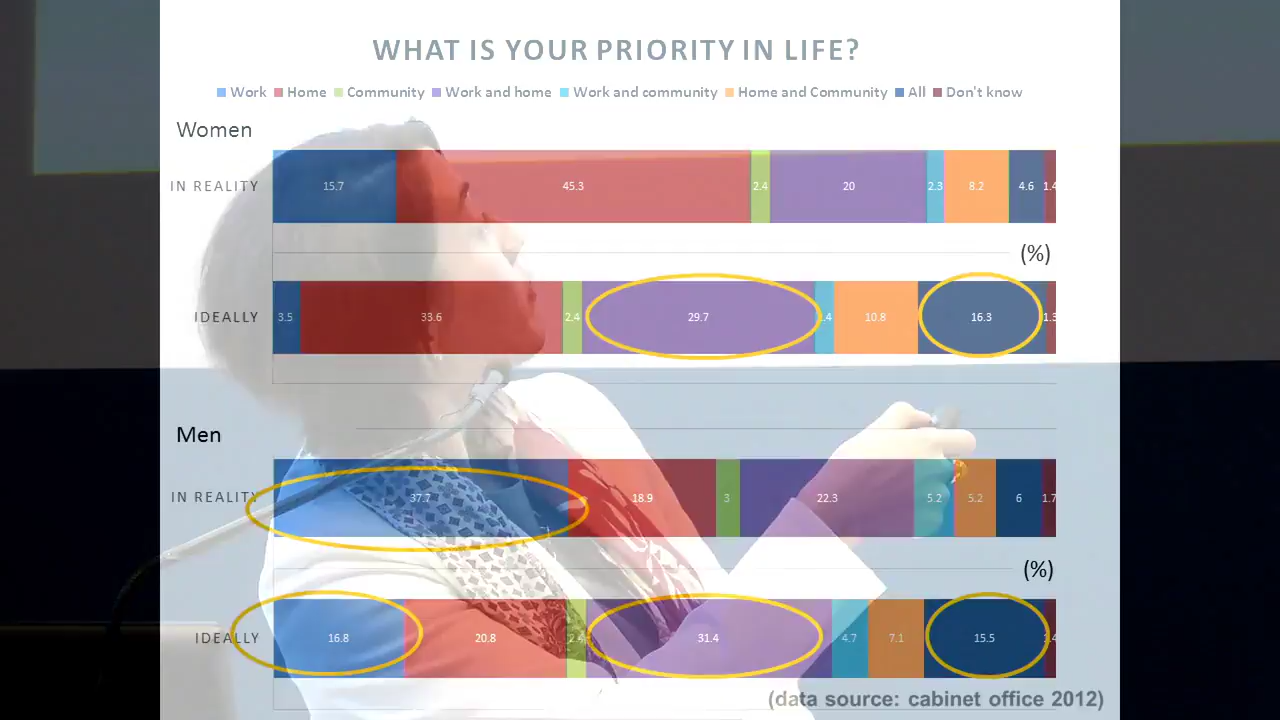 WHAT IS YOUR PRIORITY IN LIFE?
Work Home Community Work and home Work and community Home and Community All Don't know
Women
IN REALITY 15.7 45.3 2.4 20 2.3 8.2 4.6 1.4
(%)
IDEALLY 3.5 33.6 2.4 29.7 10.8 16.3 1.3
Men
IN REALITY 37.7 18.9 3 22.3 5.2 5.2 6 1.7
(%)
IDEALLY 16.8 20.8 2.4 31.4 4.7 7.1 15.5
(data source: cabinet office 2012)